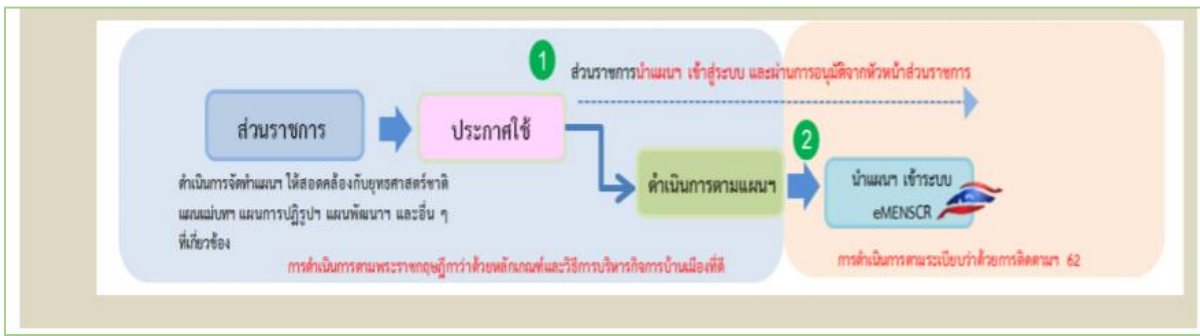 1
ส่วนราชการนำแผนฯ เข้าสู่ระบบ และผ่านการอนุมัติจากหัวหน้าส่วนราชการ
ส่วนราชการ
ประกาศใช้
2
ดำเนินการจัดทำแผนฯ ให้สอดคล้องกับยุทธศาสตร์ชาติ
แผนแม่บทฯ แผนการปฏิรูปฯ แผนพัฒนาฯ และอื่น ๆ
ที่เกี่ยวข้อง
ดำเนินการตามแผนฯ
นำแผนฯ เข้าระบบ
eMENSCR
การดำเนินการตามพระราชกฤษฎีกาว่าด้วยหลักเกณฑ์และวิธีการบริหารกิจการบ้านเมืองที่ดี
การดำเนินการตามระเบียบว่าด้วยการติดตามฯ 62